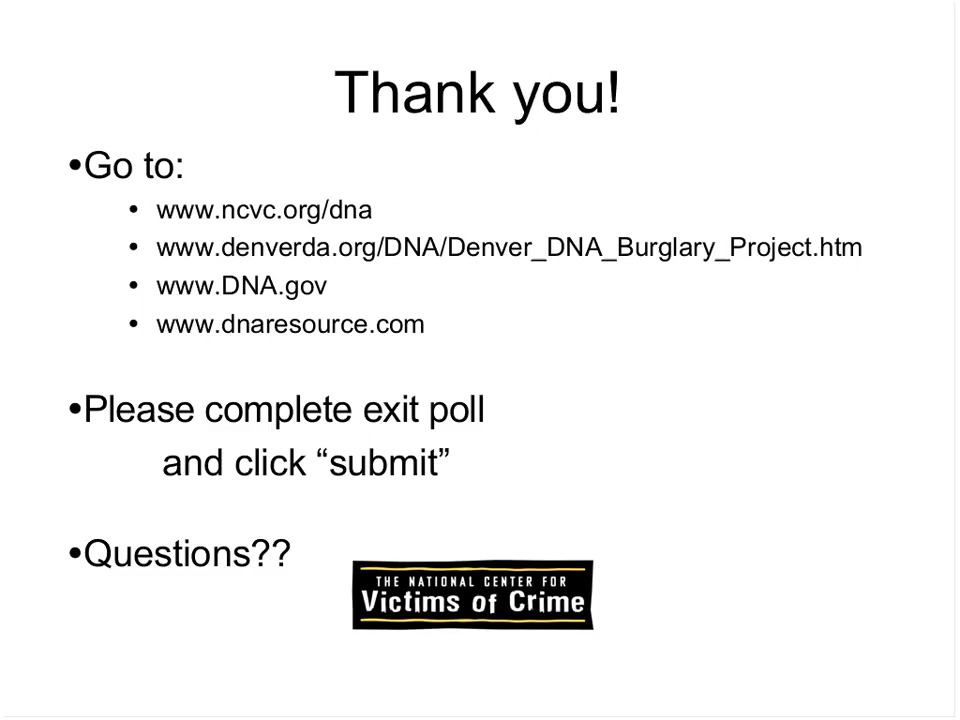 Thank you!
•Go to:
• www.ncvc.org/dna
• www.denverda.org/DNA/Denver_DNA_Burglary_Project.htm
• www.DNA.gov
• www.dnaresource.com
•Please complete exit poll
and click “submit”
•Questions??
THE NATIONAL CENTER FOR
Victims of Crime